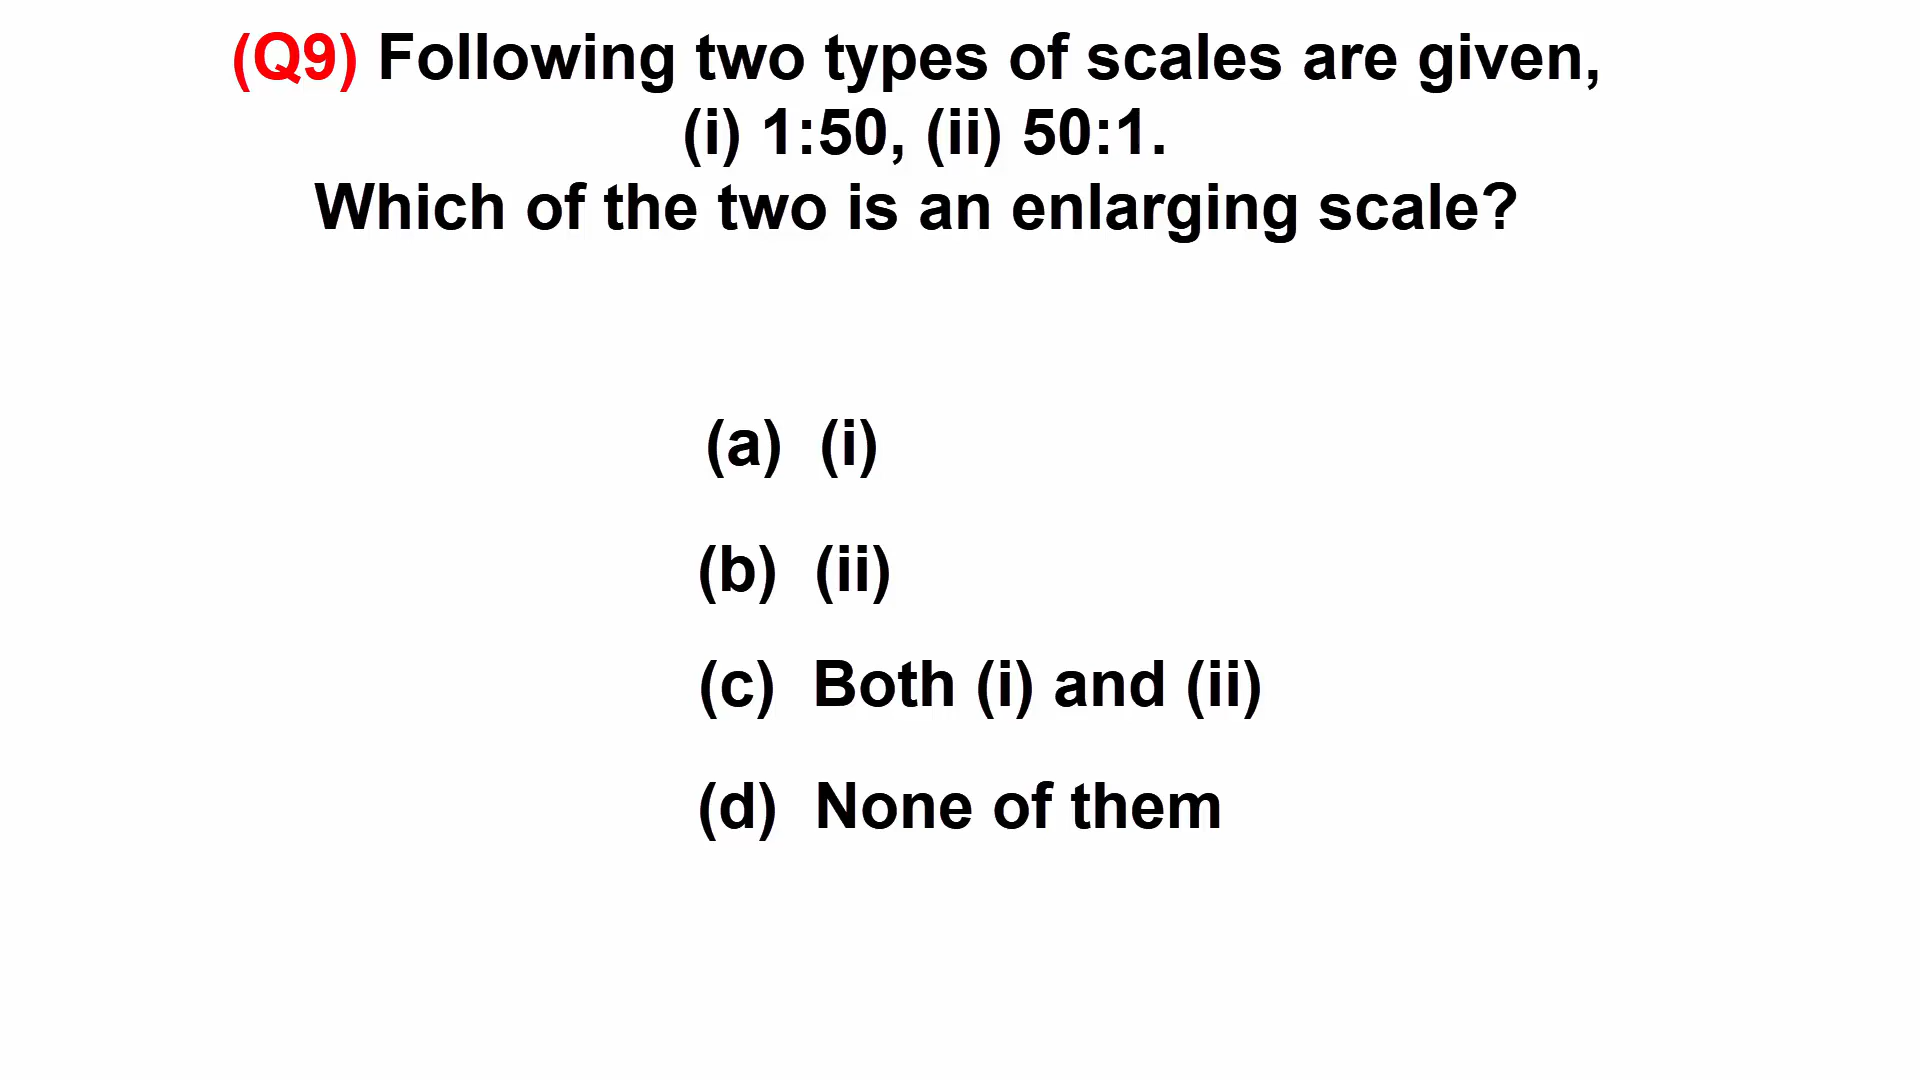 (Q9) Following two types of scales are given,
(i) 1:50, (ii) 50:1.
Which of the two is an enlarging scale?
(a) (i)
(b) (ii)
(c) Both (i) and (ii)
(d) None of them